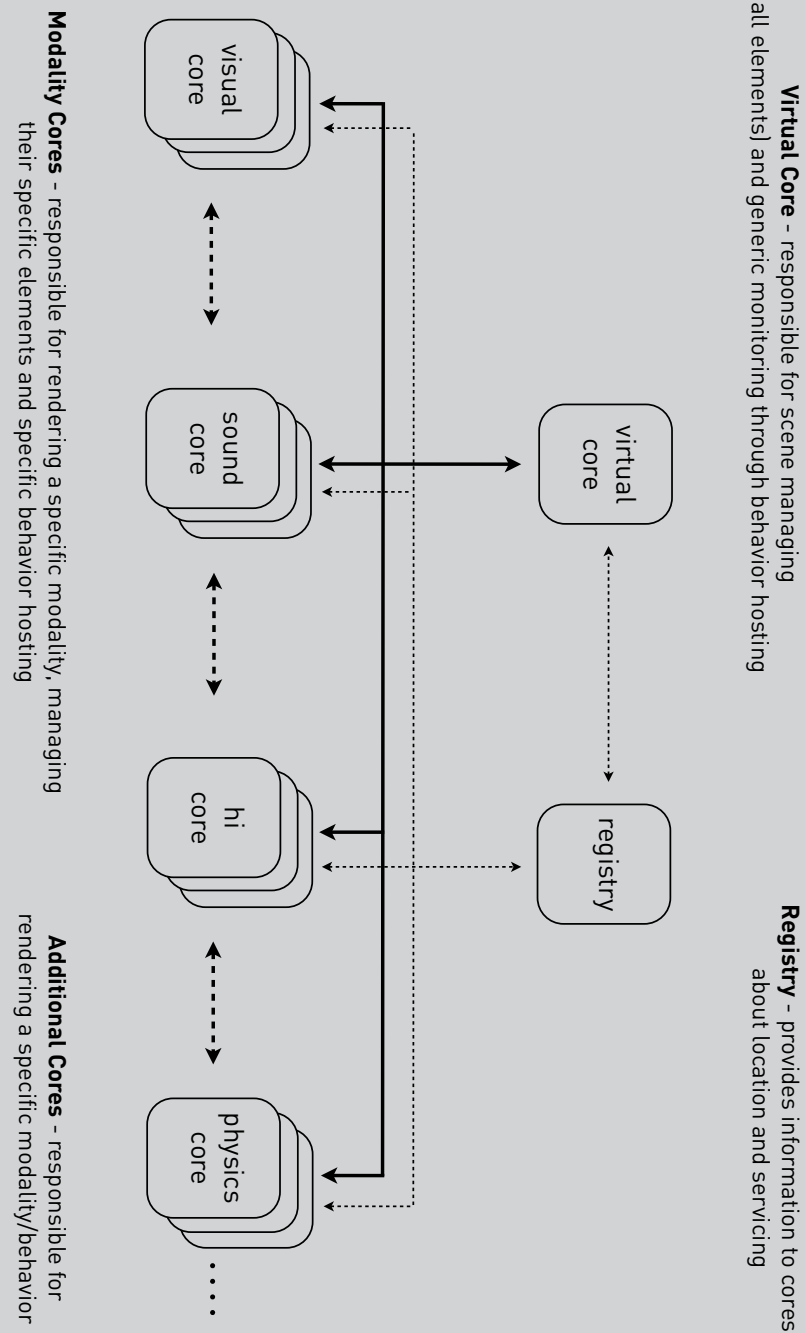 Virtual Core - responsible for scene managing
all elements) and generic monitoring through behavior hosting
Registry - provides information to cores
about location and servicing
virtual
core
registry
visual
core
sound
core
hi
core
physics
core
. . . .
Modality Cores - responsible for rendering a specific modality, managing
their specific elements and specific behavior hosting
Additional Cores - responsible for
rendering a specific modality/behavior